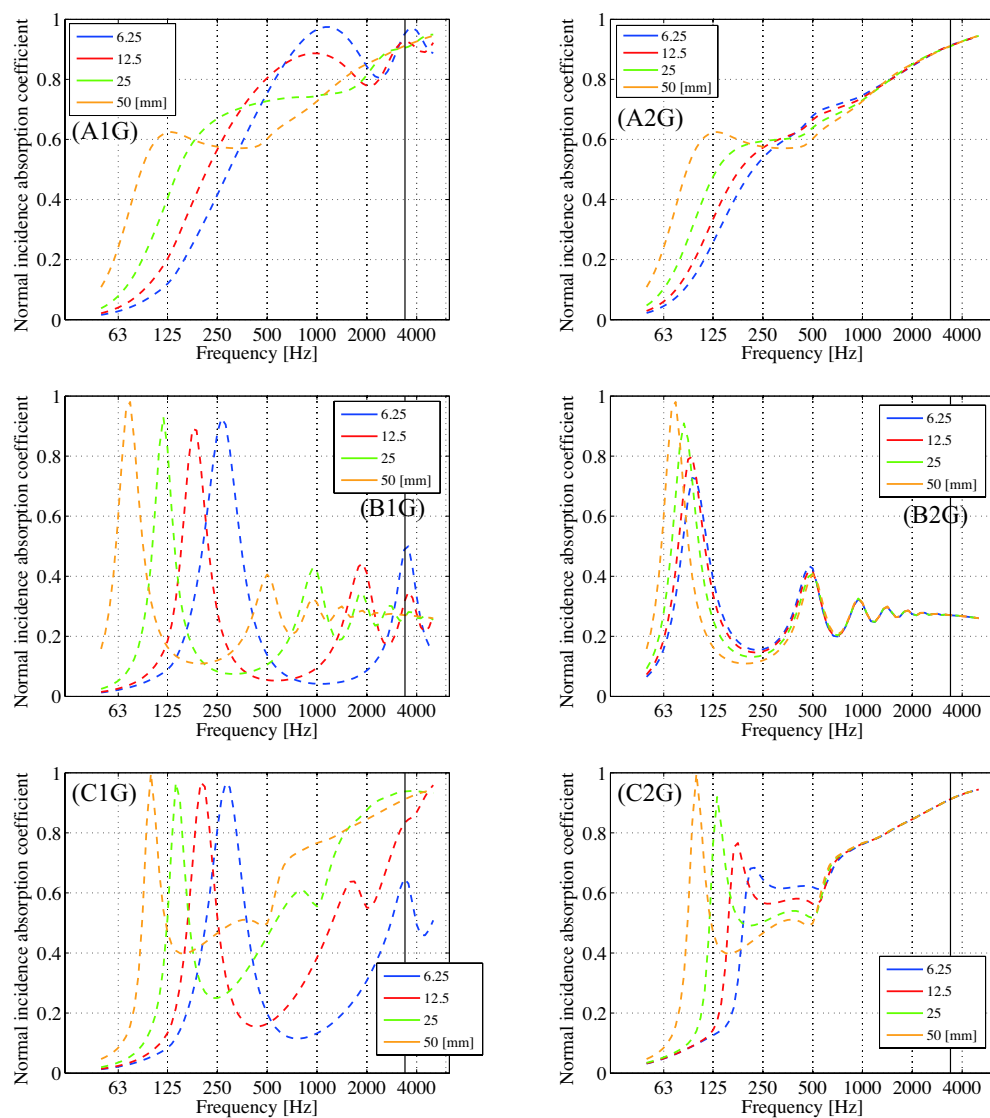 Normal incidence absorption coefficient
1
0.8
0.6
0.4
0.2
0
6.25
12.5
25
50 [mm]
(A1G)
63 125 250 500 1000 2000 4000
Frequency [Hz]
Normal incidence absorption coefficient
1
0.8
0.6
0.4
0.2
0
6.25
12.5
25
50 [mm]
(A2G)
63 125 250 500 1000 2000 4000
Frequency [Hz]
Normal incidence absorption coefficient
1
0.8
0.6
0.4
0.2
0
6.25
12.5
25
50 [mm]
(B1G)
63 125 250 500 1000 2000 4000
Frequency [Hz]
Normal incidence absorption coefficient
1
0.8
0.6
0.4
0.2
0
6.25
12.5
25
50 [mm]
(B2G)
63 125 250 500 1000 2000 4000
Frequency [Hz]
Normal incidence absorption coefficient
1
0.8
0.6
0.4
0.2
0
(C1G)
6.25
12.5
25
50 [mm]
63 125 250 500 1000 2000 4000
Frequency [Hz]
Normal incidence absorption coefficient
1
0.8
0.6
0.4
0.2
0
(C2G)
6.25
12.5
25
50 [mm]
63 125 250 500 1000 2000 4000
Frequency [Hz]